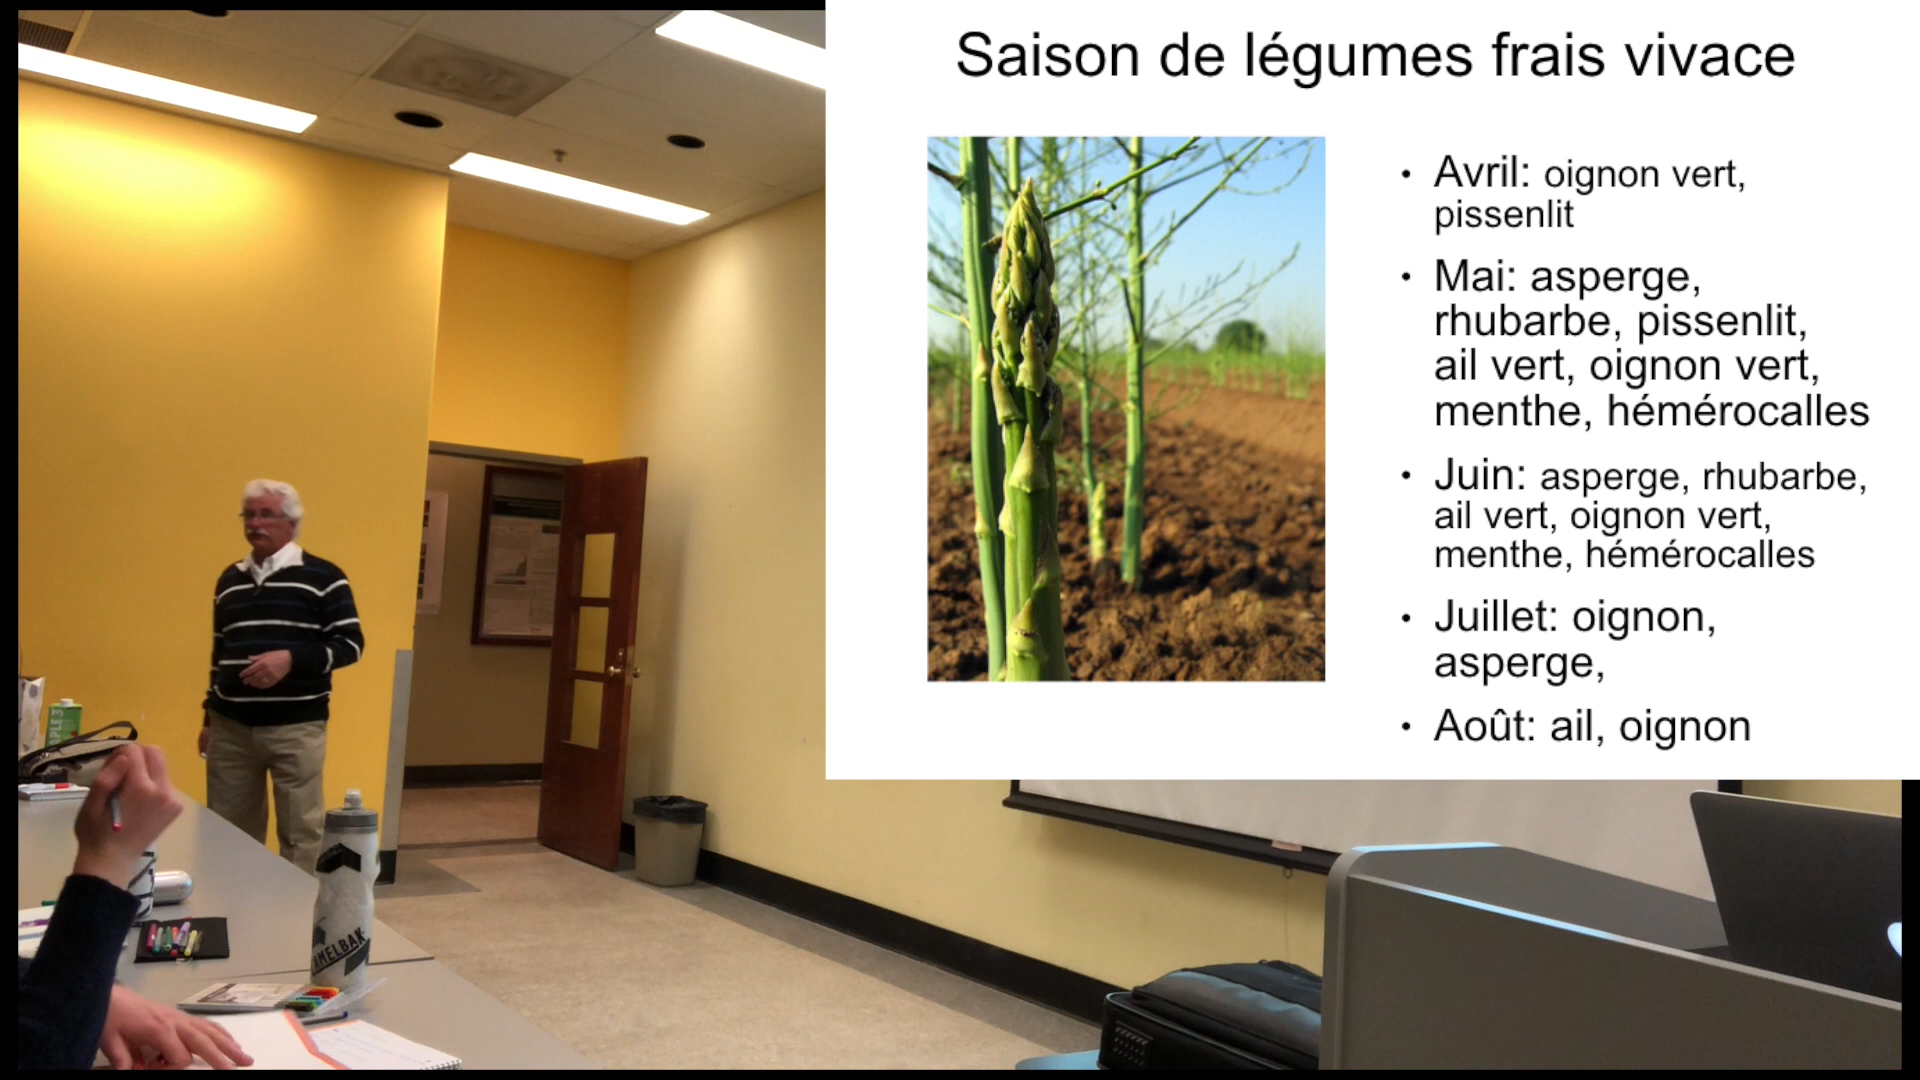 Saison de légumes frais vivace
• Avril: oignon vert,
pissenlit
• Mai: asperge,
rhubarbe, pissenlit,
ail vert, oignon vert,
menthe, hémérocalles
• Juin: asperge, rhubarbe,
ail vert, oignon vert,
menthe, hémérocalles
• Juillet: oignon,
asperge,
• Août: ail, oignon
AMELBAK